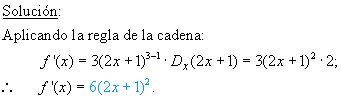 Solución:
Aplicando la regla de la cadena:
f '(x) = 3(2x + 1)³⁻¹ · Dₓ(2x + 1) = 3(2x + 1)² · 2;
∴ f '(x) = 6(2x + 1)².